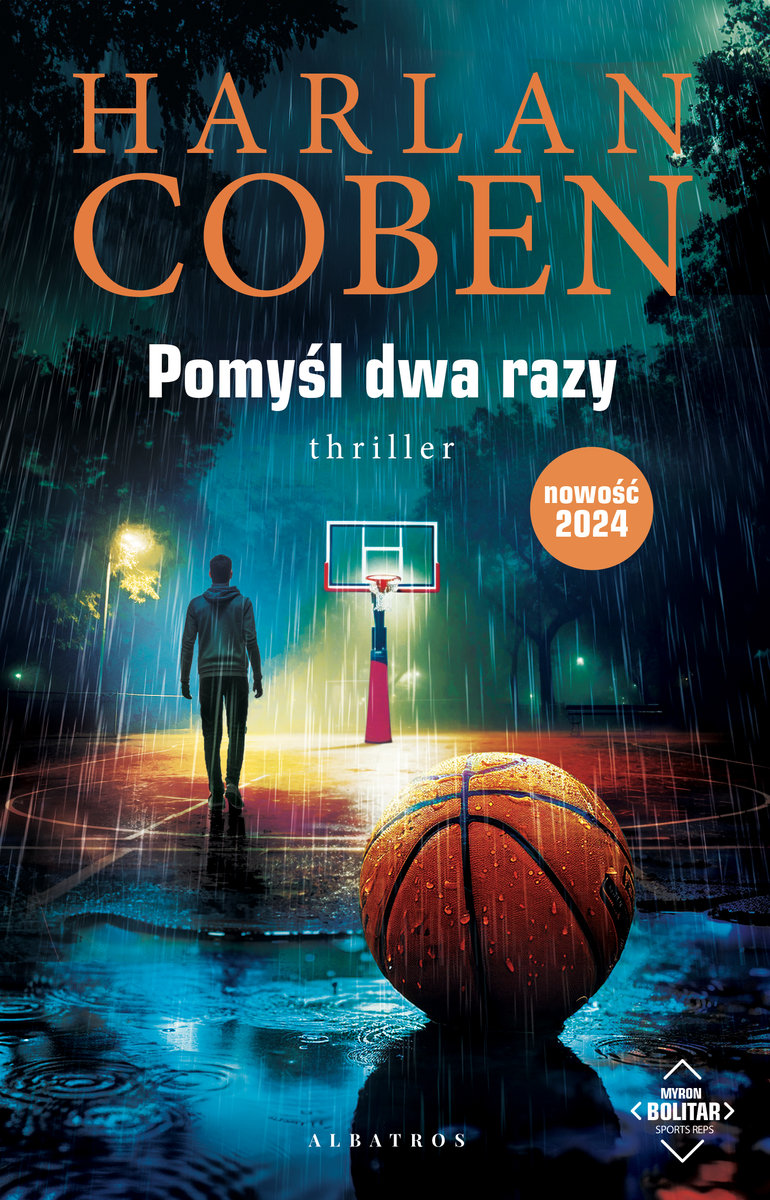 HARLAN
COBEN
Pomyśl dwa razy
thriller
nowość
2024
MYRON
BOLITAR
SPORTS REPS
ALBATROS